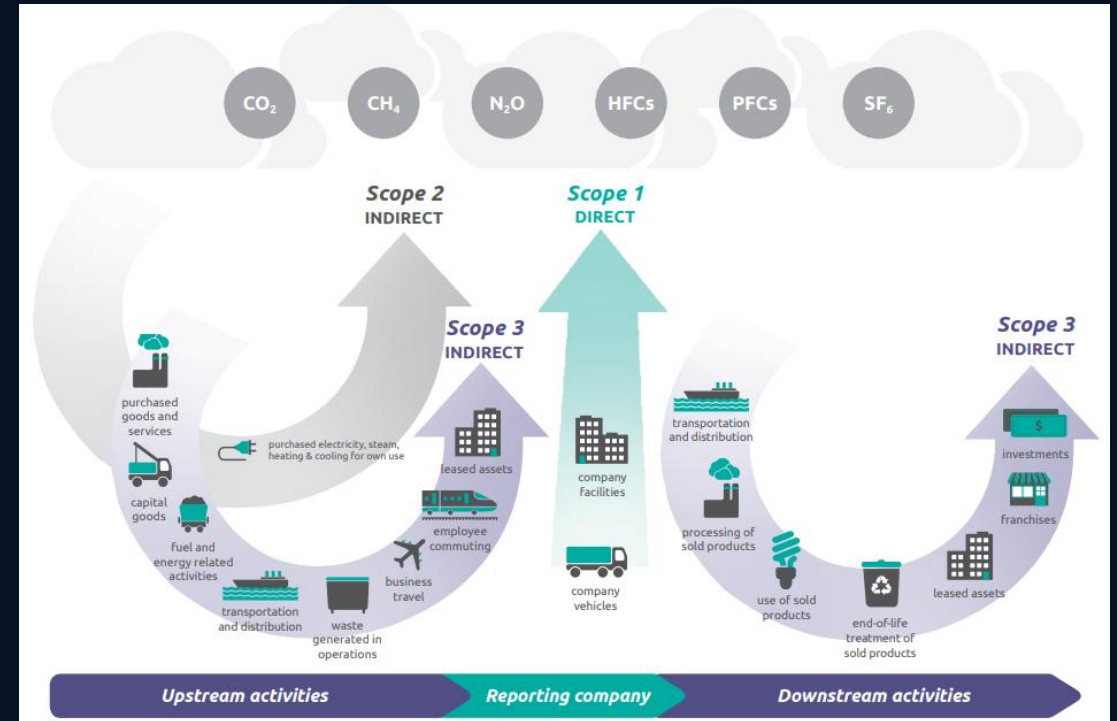 CO₂
CH₄
N₂O
HFCs
PFCs
SF₆
Scope 2
INDIRECT
Scope 1
DIRECT
Scope 3
INDIRECT
Scope 3
INDIRECT
purchased
goods and
services
capital
goods
fuel and
energy related
activities
purchased electricity, steam,
heating & cooling for own use
transportation
and distribution
waste
generated in
operations
business
travel
employee
commuting
leased assets
company
facilities
company
vehicles
transportation
and distribution
processing of
sold products
use of sold
products
end-of-life
treatment of
sold products
leased assets
franchises
$
investments
Upstream activities
Reporting company
Downstream activities